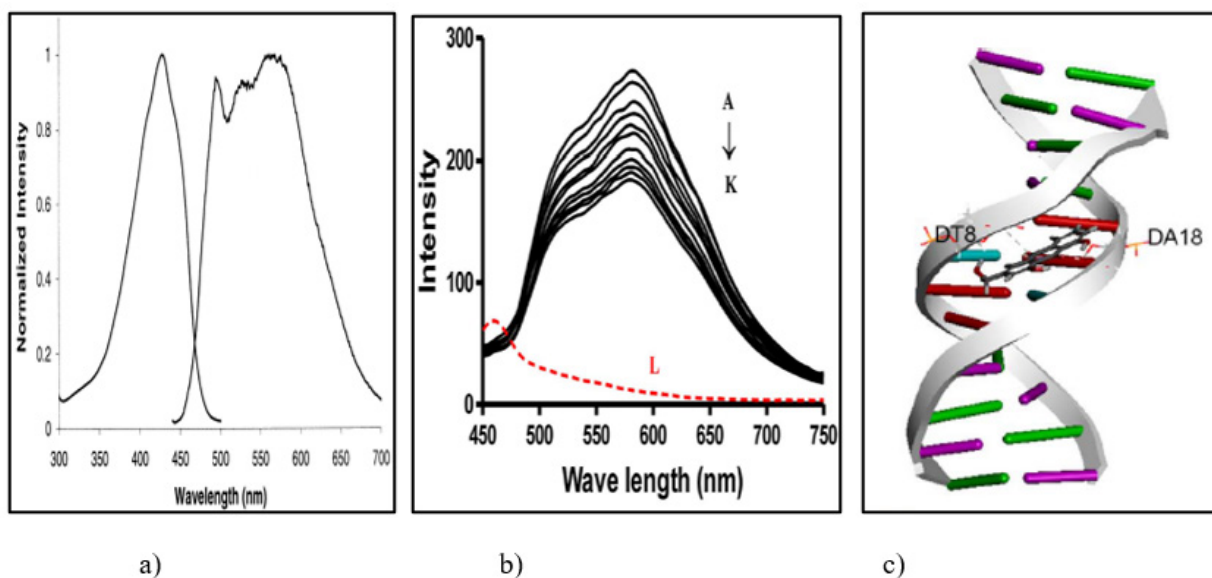 Normalized Intensity
1
0.8
0.6
0.4
0.2
0
300 350 400 450 500 550 600 650 700
Wavelength (nm)
a)
Intensity
300
200
100
0
A
K
L
450 500 550 600 650 700 750
Wave length (nm)
b)
DT8
DA18
c)